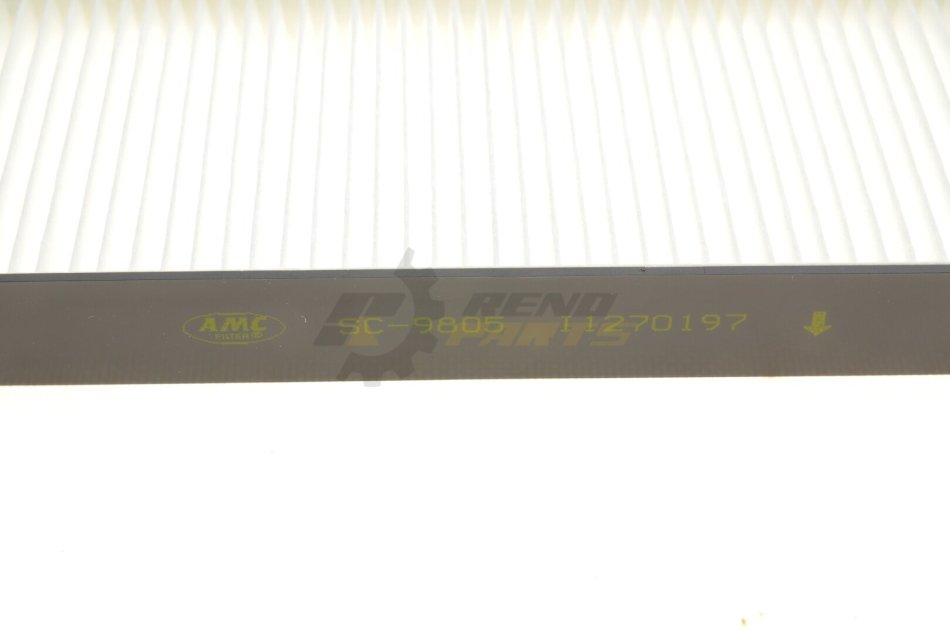 AMC
FILTER
SC-9805 I1270197
RENO
PARTS